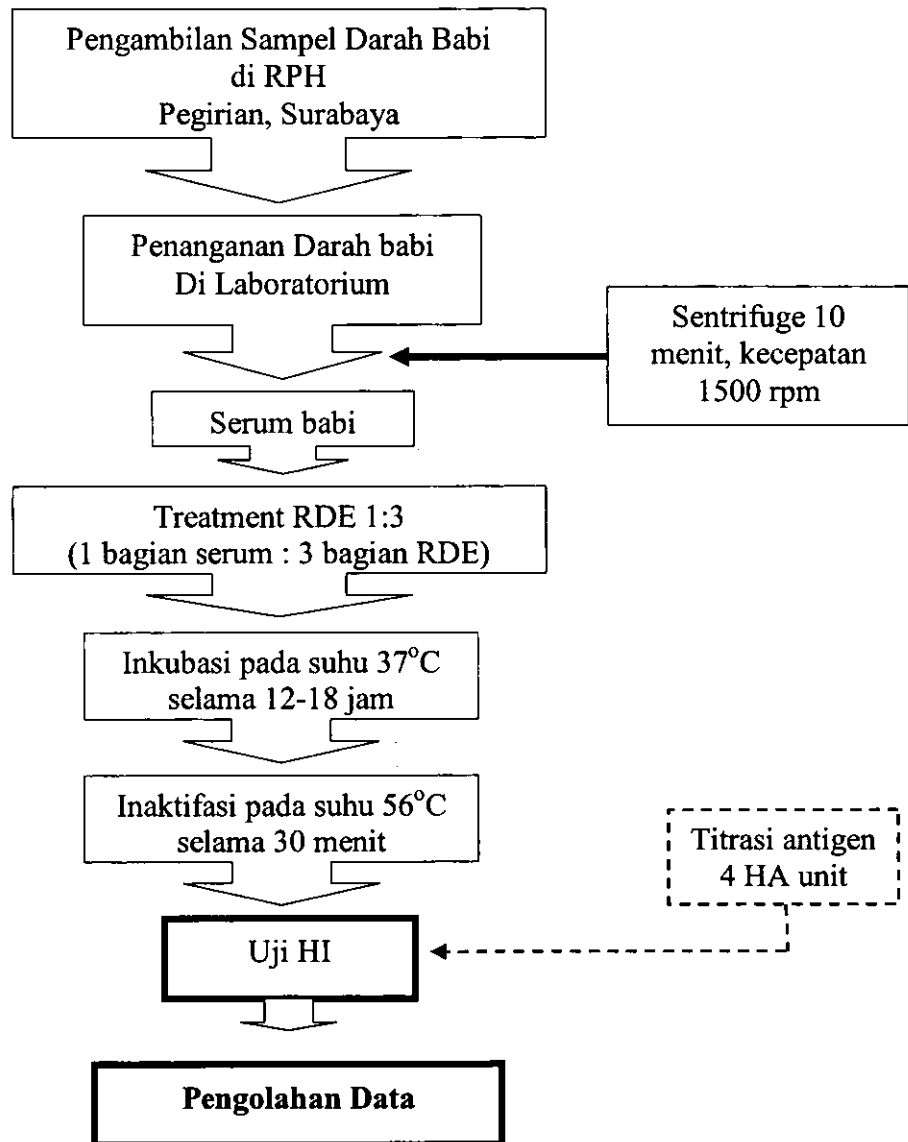 Pengambilan Sampel Darah Babi
di RPH
Pegirian, Surabaya
Penanganan Darah babi
Di Laboratorium
Sentrifuge 10
menit, kecepatan
1500 rpm
Serum babi
Treatment RDE 1:3
(1 bagian serum : 3 bagian RDE)
Inkubasi pada suhu 37°C
selama 12-18 jam
Inaktifasi pada suhu 56°C
selama 30 menit
Titrasi antigen
4 HA unit
Uji HI
Pengolahan Data